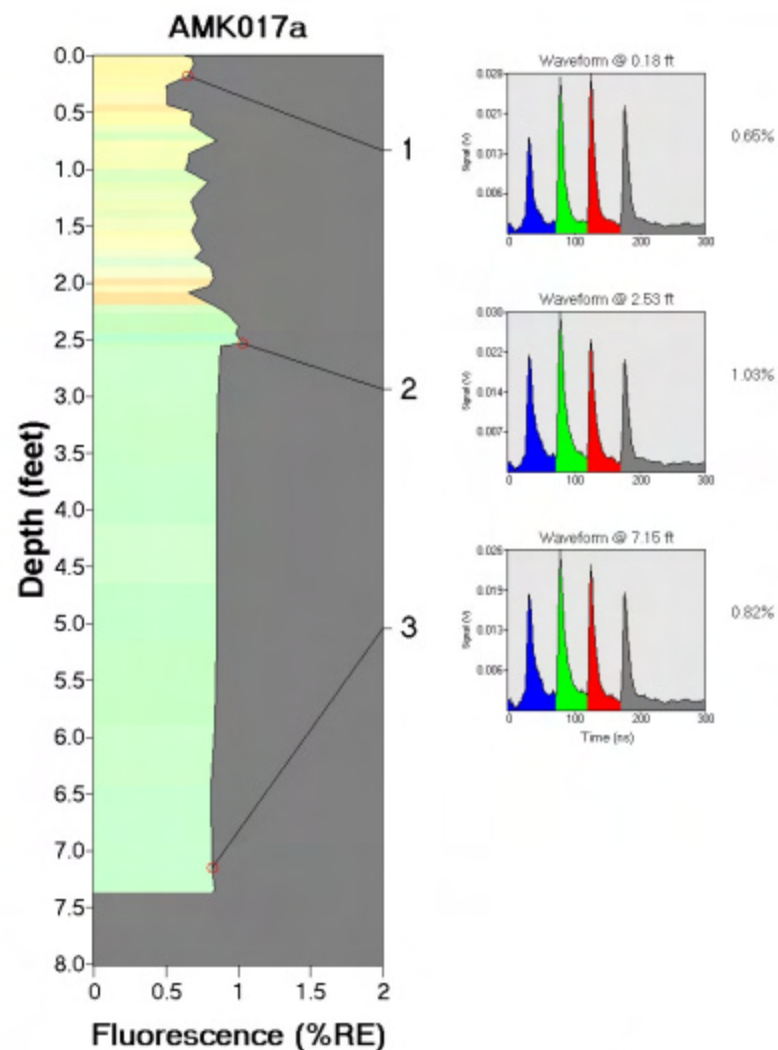 AMK017a
Depth (feet)
0.0
0.5
1.0
1.5
2.0
2.5
3.0
3.5
4.0
4.5
5.0
5.5
6.0
6.5
7.0
7.5
8.0
0 0.5 1 1.5 2
Fluorescence (%RE)
1
2
3
Waveform @ 0.18 ft
Signal (V)
0.028
0.021
0.013
0.006
0 100 200 300
0.65%
Waveform @ 2.53 ft
Signal (V)
0.030
0.022
0.014
0.007
0 100 200 300
1.03%
Waveform @ 7.15 ft
Signal (V)
0.026
0.019
0.013
0.006
0 100 200 300
Time (ns)
0.82%